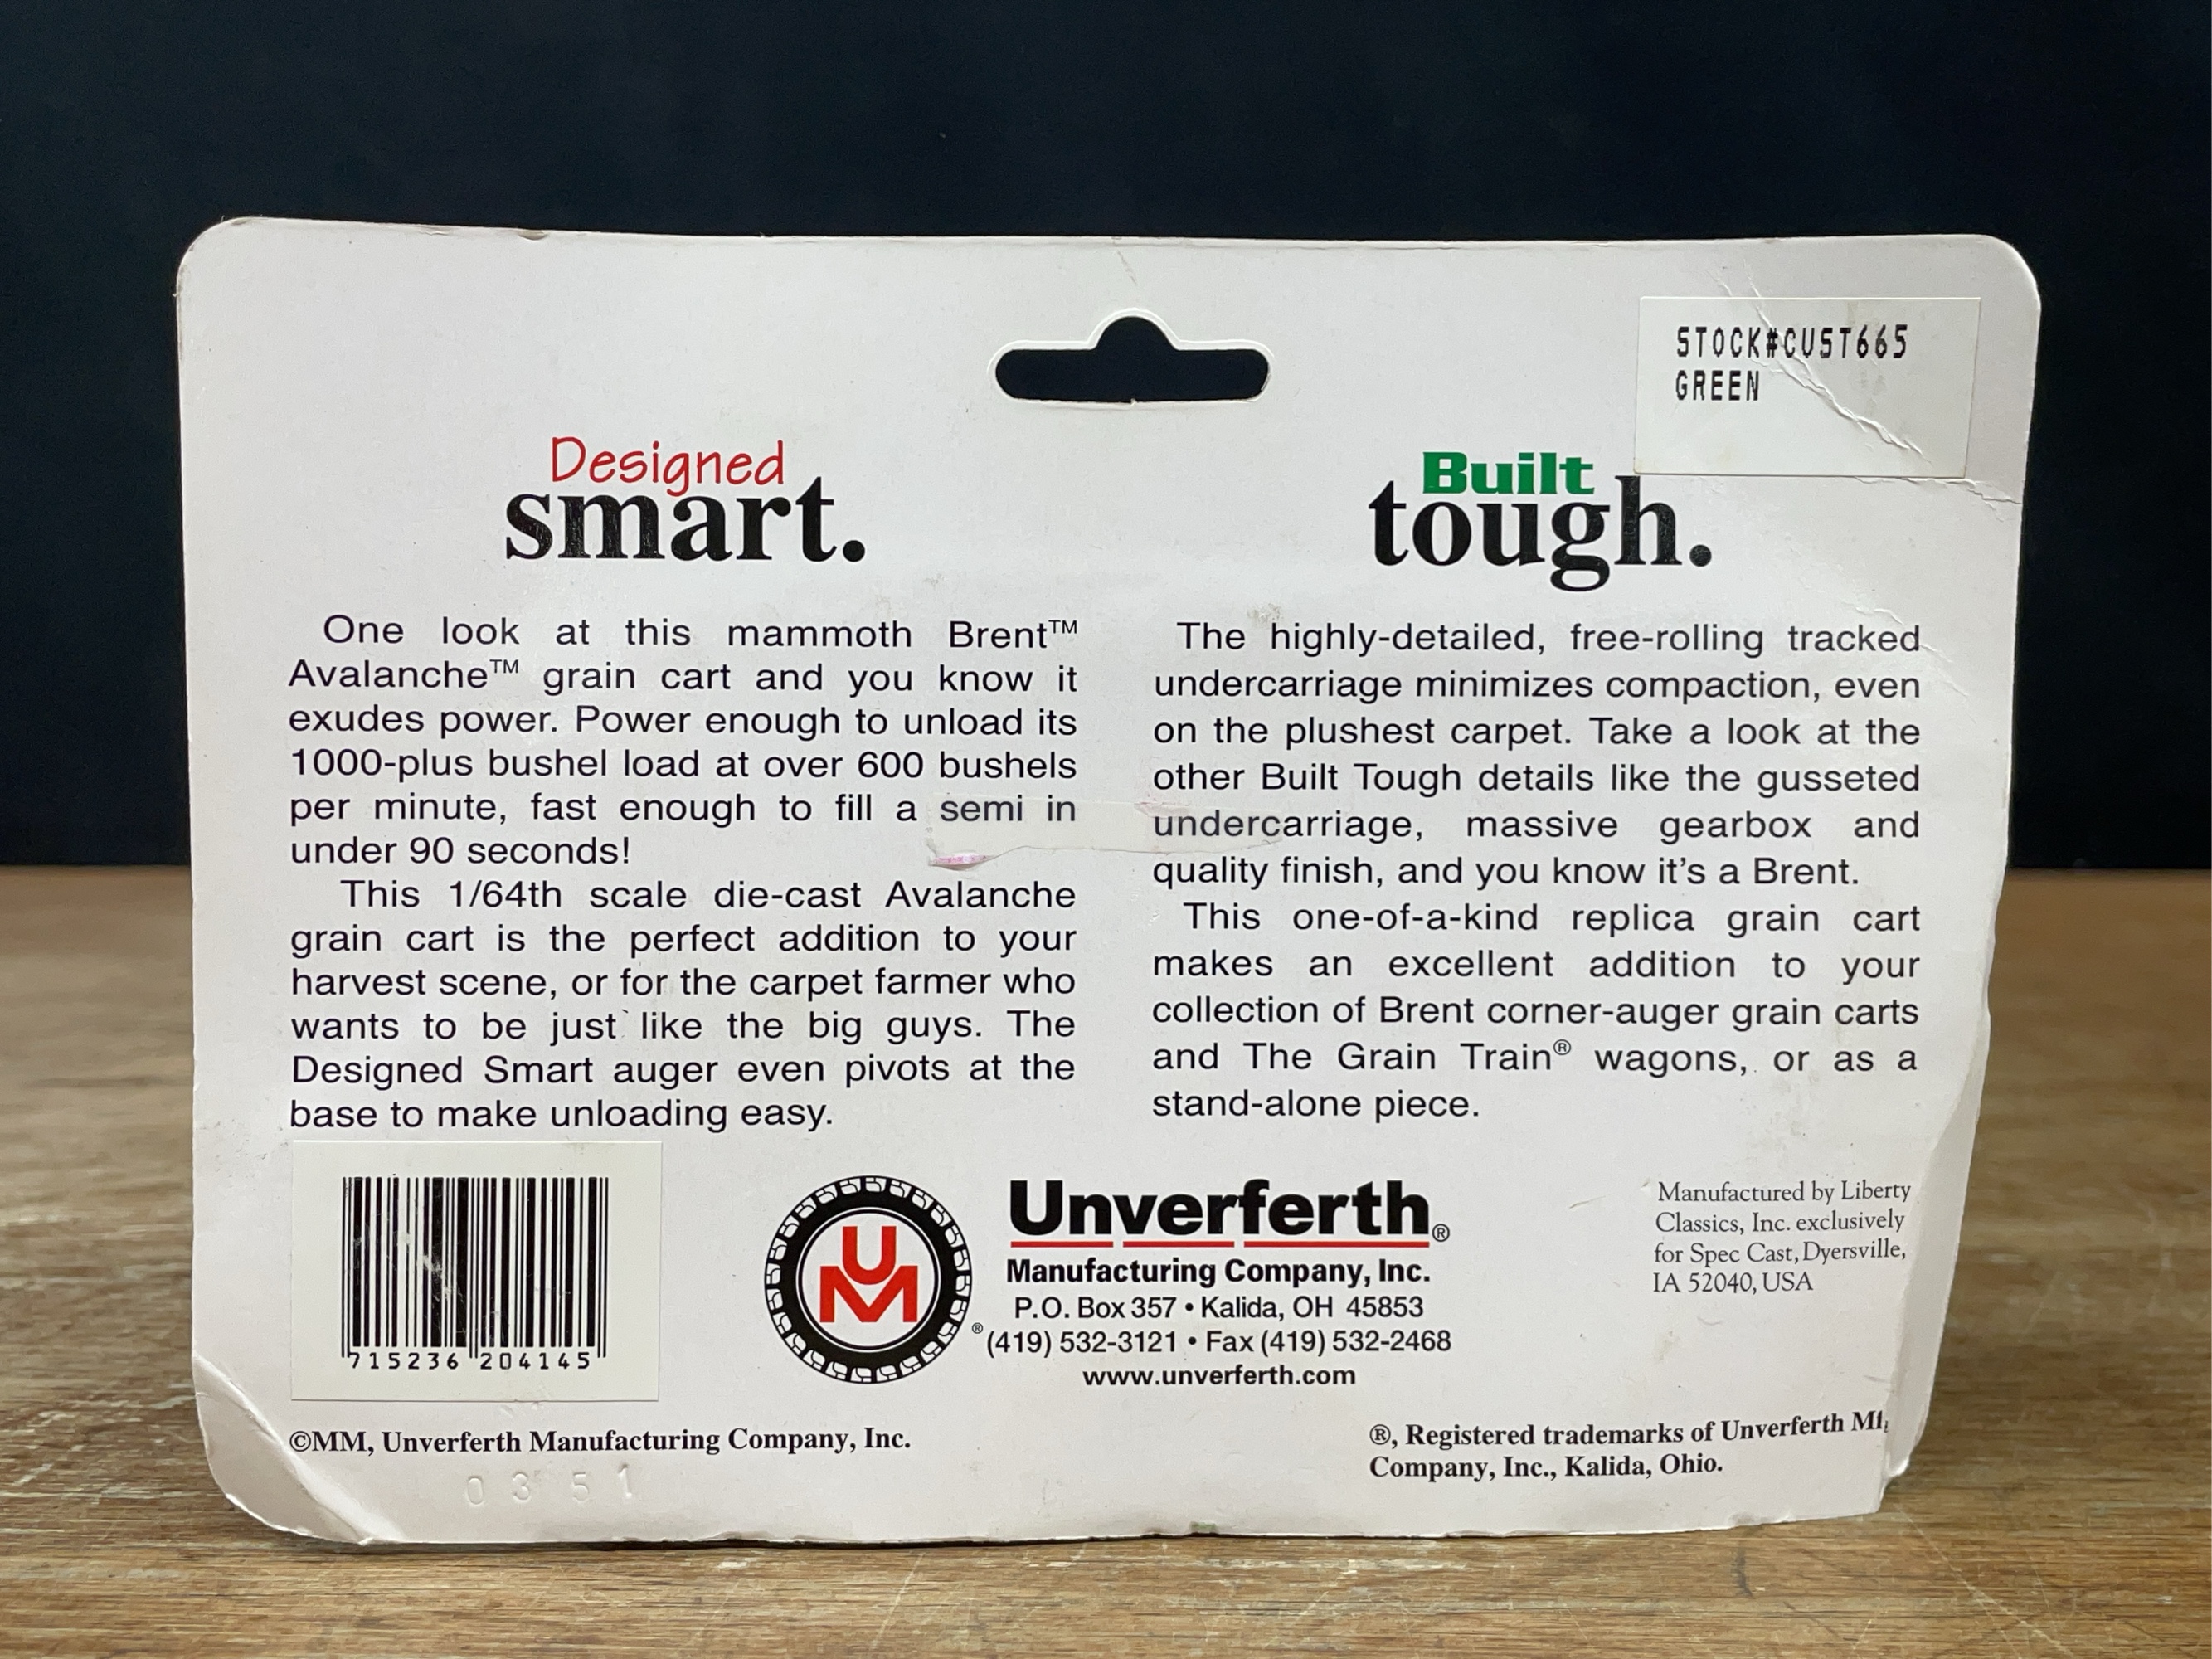 STOCK#CUST665
GREEN
Designed
smart.
One look at this mammoth Brent™
Avalanche™ grain cart and you know it
exudes power. Power enough to unload its
1000-plus bushel load at over 600 bushels
per minute, fast enough to fill a semi in
under 90 seconds!
This 1/64th scale die-cast Avalanche
grain cart is the perfect addition to your
harvest scene, or for the carpet farmer who
wants to be just like the big guys. The
Designed Smart auger even pivots at the
base to make unloading easy.
Built
tough.
The highly-detailed, free-rolling tracked
undercarriage minimizes compaction, even
on the plushest carpet. Take a look at the
other Built Tough details like the gusseted
undercarriage, massive gearbox and
quality finish, and you know it's a Brent.
This one-of-a-kind replica grain cart
makes an excellent addition to your
collection of Brent corner-auger grain carts
and The Grain Train® wagons, or as a
stand-alone piece.
7 15236 20414 5
UM
®
Unverferth®
Manufacturing Company, Inc.
P.O. Box 357 • Kalida, OH 45853
(419) 532-3121 • Fax (419) 532-2468
www.unverferth.com
Manufactured by Liberty
Classics, Inc. exclusively
for Spec Cast, Dyersville,
IA 52040, USA
©MM, Unverferth Manufacturing Company, Inc.
0351
®, Registered trademarks of Unverferth
Company, Inc., Kalida, Ohio.